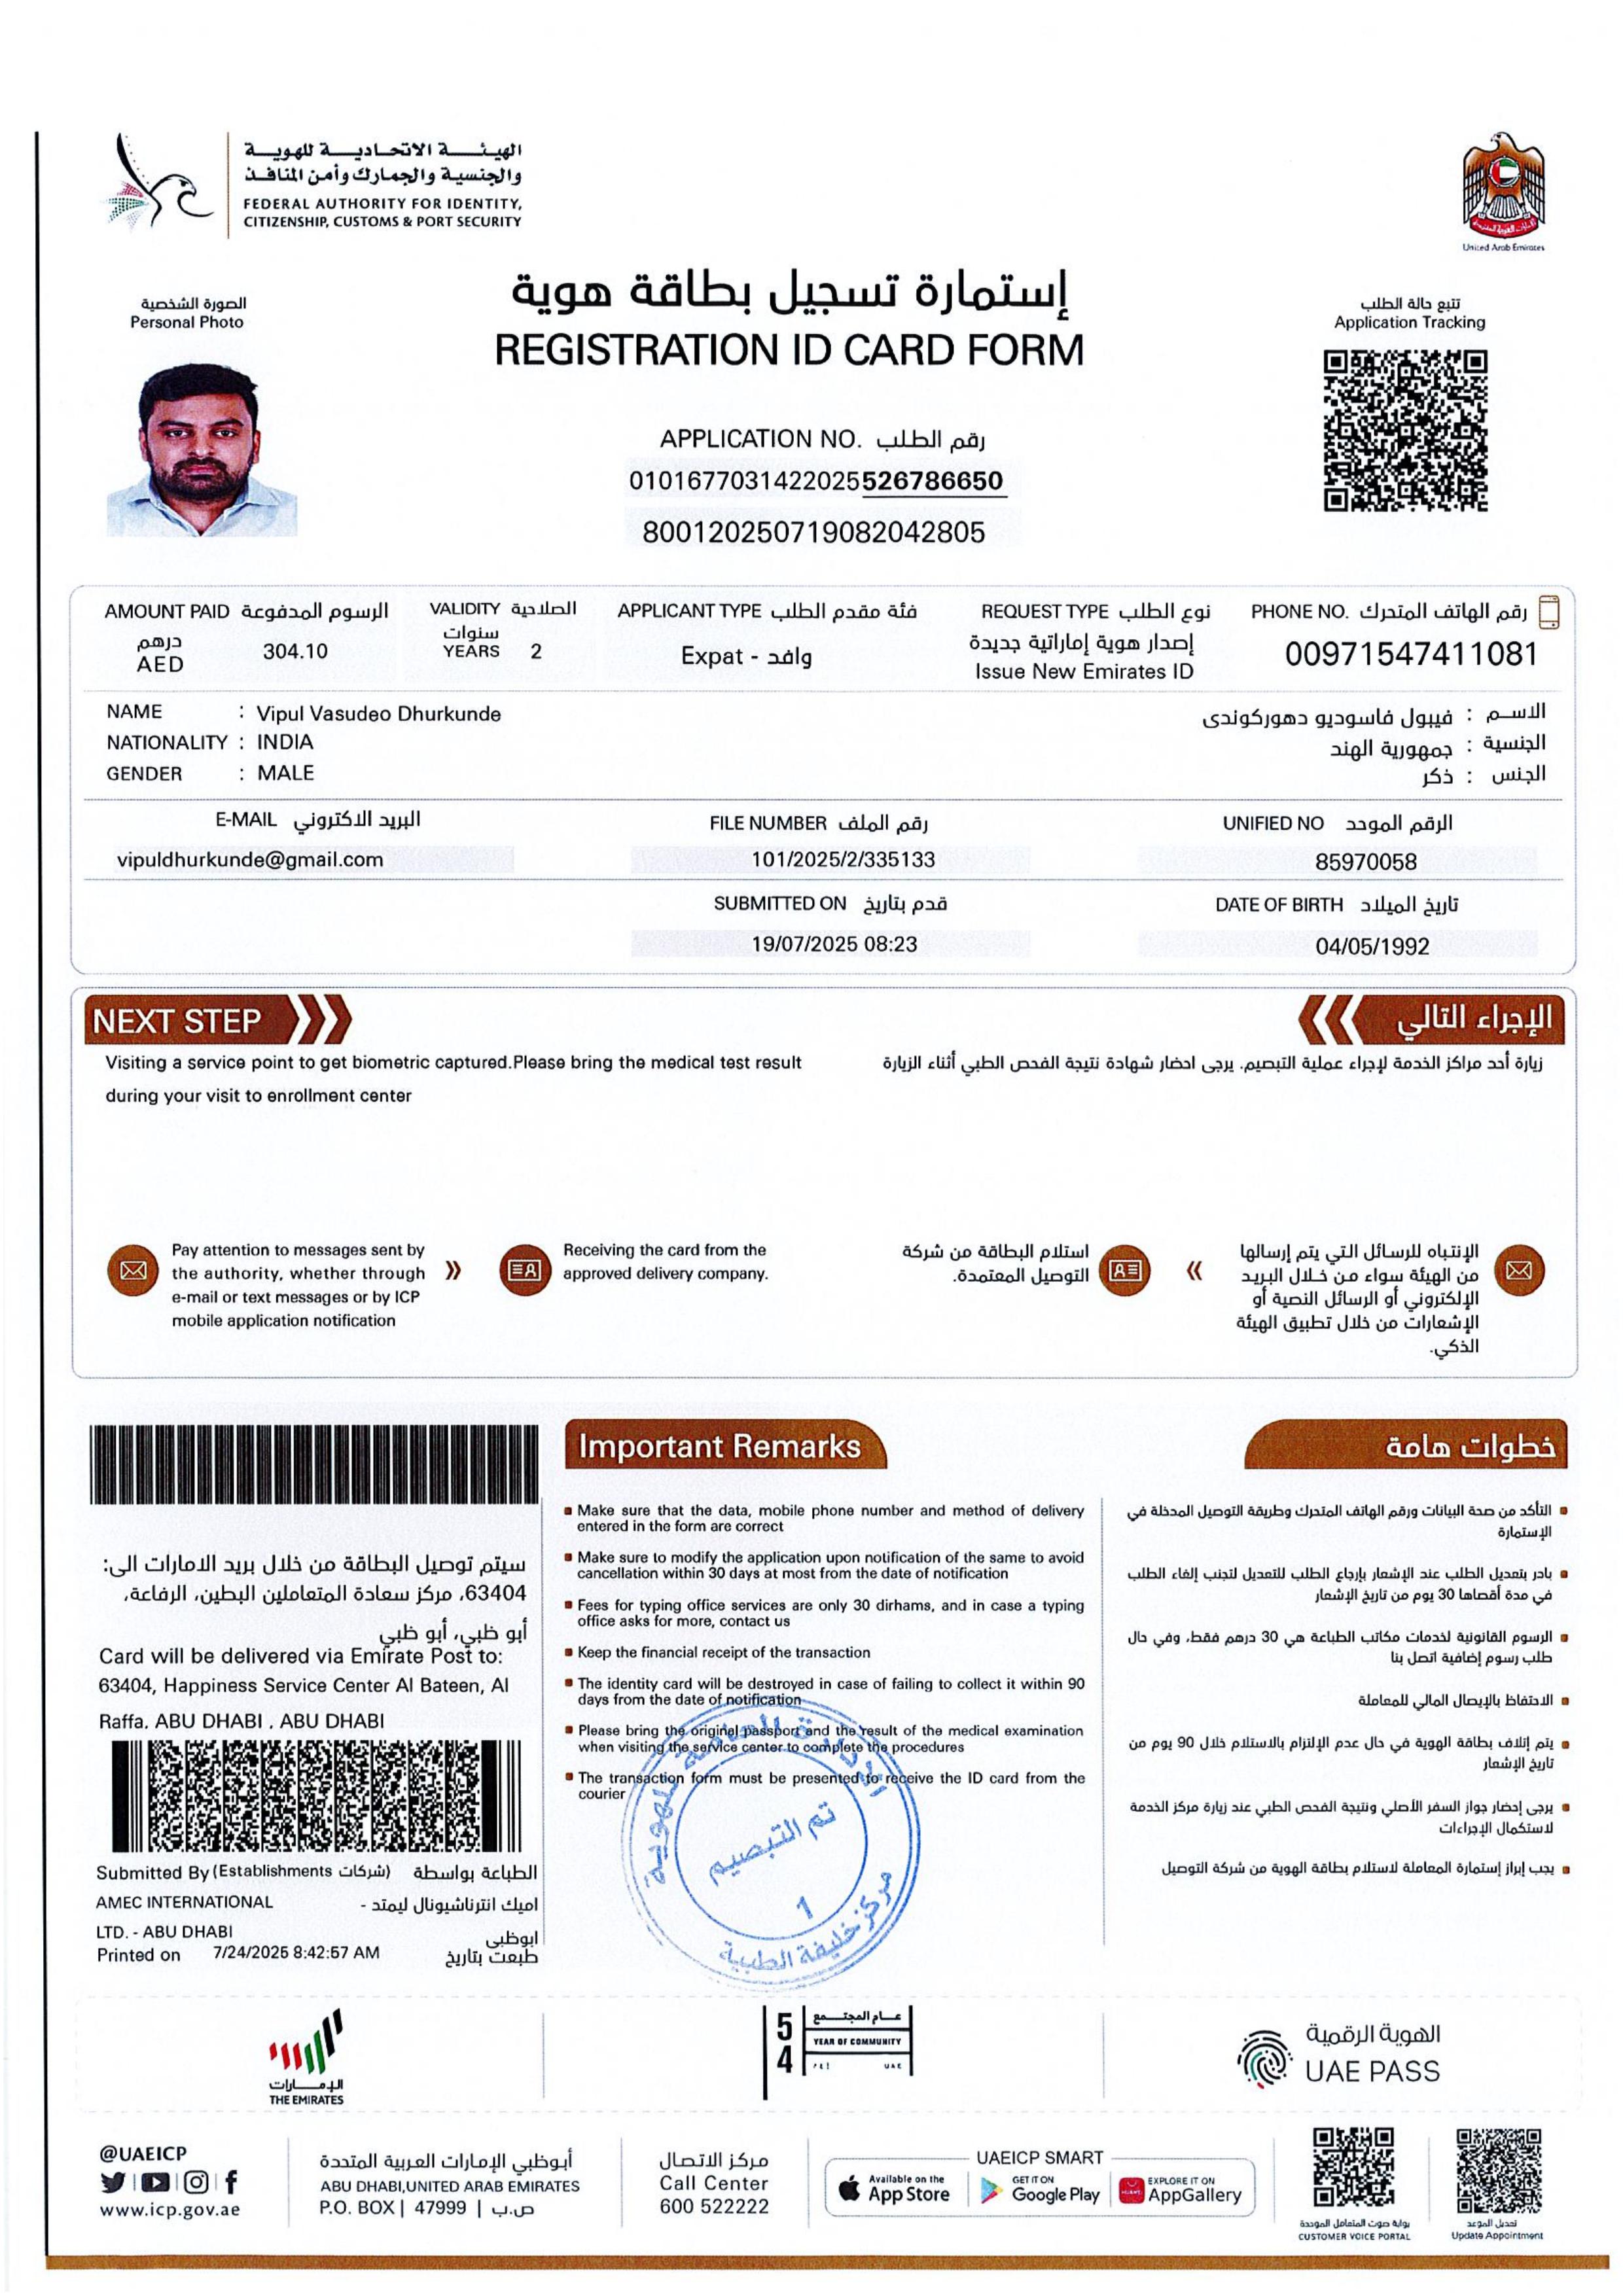 الهيئة الاتحادية للهوية
والجنسية والجمارك وأمن المنافذ
FEDERAL AUTHORITY FOR IDENTITY,
CITIZENSHIP, CUSTOMS & PORT SECURITY
United Arab Emirates
الصورة الشخصية
Personal Photo
إستمارة تسجيل بطاقة هوية
REGISTRATION ID CARD FORM
تتبع حالة الطلب
Application Tracking
APPLICATION NO. رقم الطلب
0101677031422025526786650
800120250719082042805
AMOUNT PAID الرسوم المدفوعة
درهم
AED 304.10
VALIDITY الصلاحية
سنوات
YEARS 2
APPLICANT TYPE فئة مقدم الطلب
Expat - وافد
REQUEST TYPE نوع الطلب
إصدار هوية إماراتية جديدة
Issue New Emirates ID
PHONE NO. رقم الهاتف المتحرك
00971547411081
NAME : Vipul Vasudeo Dhurkunde
الاسم : فيبول فاسوديو دهوركوندى
NATIONALITY : INDIA
الجنسية : جمهورية الهند
GENDER : MALE
الجنس : ذكر
E-MAIL البريد الاكتروني
vipuldhurkunde@gmail.com
FILE NUMBER رقم الملف
101/2025/2/335133
UNIFIED NO الرقم الموحد
85970058
SUBMITTED ON قدم بتاريخ
19/07/2025 08:23
DATE OF BIRTH تاريخ الميلاد
04/05/1992
NEXT STEP
الإجراء التالي
Visiting a service point to get biometric captured.Please bring the medical test result
during your visit to enrollment center
زيارة أحد مراكز الخدمة لإجراء عملية التبصيم. يرجى احضار شهادة نتيجة الفحص الطبي أثناء الزيارة
Pay attention to messages sent by
the authority, whether through
e-mail or text messages or by ICP
mobile application notification
Receiving the card from the
approved delivery company.
الإنتباه للرسائل التي يتم إرسالها
من الهيئة سواء من خلال البريد
الإلكتروني أو الرسائل النصية أو
الإشعارات من خلال تطبيق الهيئة
الذكي.
استلام البطاقة من شركة
التوصيل المعتمدة.
سيتم توصيل البطاقة من خلال بريد الامارات الى:
63404، مركز سعادة المتعاملين البطين، الرفاعة،
أبو ظبي، أبو ظبي
Card will be delivered via Emirate Post to:
63404, Happiness Service Center Al Bateen, Al
Raffa, ABU DHABI , ABU DHABI
Submitted By (Establishments شركات) الطباعة بواسطة
AMEC INTERNATIONAL
LTD. - ABU DHABI
اميك انترناشيونال ليمتد -
ابوظبى
Printed on 7/24/2025 8:42:57 AM طبعت بتاريخ
Important Remarks
Make sure that the data, mobile phone number and method of delivery
entered in the form are correct
Make sure to modify the application upon notification of the same to avoid
cancellation within 30 days at most from the date of notification
Fees for typing office services are only 30 dirhams, and in case a typing
office asks for more, contact us
Keep the financial receipt of the transaction
The identity card will be destroyed in case of failing to collect it within 90
days from the date of notification
Please bring the original passport and the result of the medical examination
when visiting the service center to complete the procedures
The transaction form must be presented to receive the ID card from the
courier
خطوات هامة
التأكد من صحة البيانات ورقم الهاتف المتحرك وطريقة التوصيل المدخلة في
الإستمارة
بادر بتعديل الطلب عند الإشعار بإرجاع الطلب للتعديل لتجنب إلغاء الطلب
في مدة أقصاها 30 يوم من تاريخ الإشعار
الرسوم القانونية لخدمات مكاتب الطباعة هي 30 درهم فقط، وفي حال
طلب رسوم إضافية اتصل بنا
الاحتفاظ بالإيصال المالي للمعاملة
يتم إتلاف بطاقة الهوية في حال عدم الإلتزام بالاستلام خلال 90 يوم من
تاريخ الإشعار
يرجى إحضار جواز السفر الأصلي ونتيجة الفحص الطبي عند زيارة مركز الخدمة
لاستكمال الإجراءات
يجب إبراز إستمارة المعاملة لاستلام بطاقة الهوية من شركة التوصيل
تم التبصيم
1
مركز خليفة الطبية
الإمارات
THE EMIRATES
54
عام المجتمع
YEAR OF COMMUNITY
UAE
الهوية الرقمية
UAE PASS
@UAEICP
www.icp.gov.ae
أبوظبي الإمارات العربية المتحدة
ABU DHABI,UNITED ARAB EMIRATES
P.O. BOX | 47999 | ص.ب
مركز الاتصال
Call Center
600 522222
UAEICP SMART
Available on the
App Store
GET IT ON
Google Play
EXPLORE IT ON
AppGallery
بوابة صوت المتعامل الموحدة
CUSTOMER VOICE PORTAL
تعديل الموعد
Update Appointment